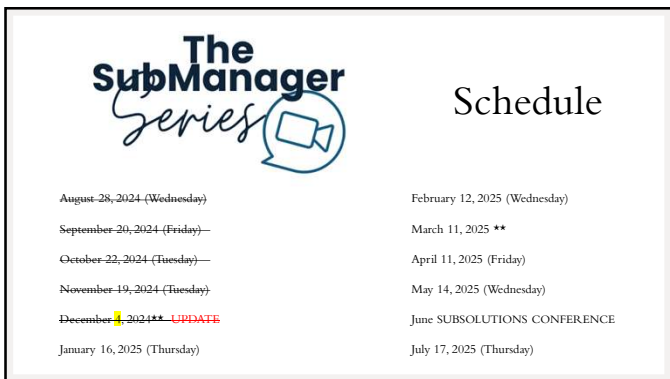 The
SubManager
Series
Schedule
August 28, 2024 (Wednesday)
September 20, 2024 (Friday)
October 22, 2024 (Tuesday)
November 19, 2024 (Tuesday)
December 4, 2024** UPDATE
January 16, 2025 (Thursday)
February 12, 2025 (Wednesday)
March 11, 2025 **
April 11, 2025 (Friday)
May 14, 2025 (Wednesday)
June SUBSOLUTIONS CONFERENCE
July 17, 2025 (Thursday)